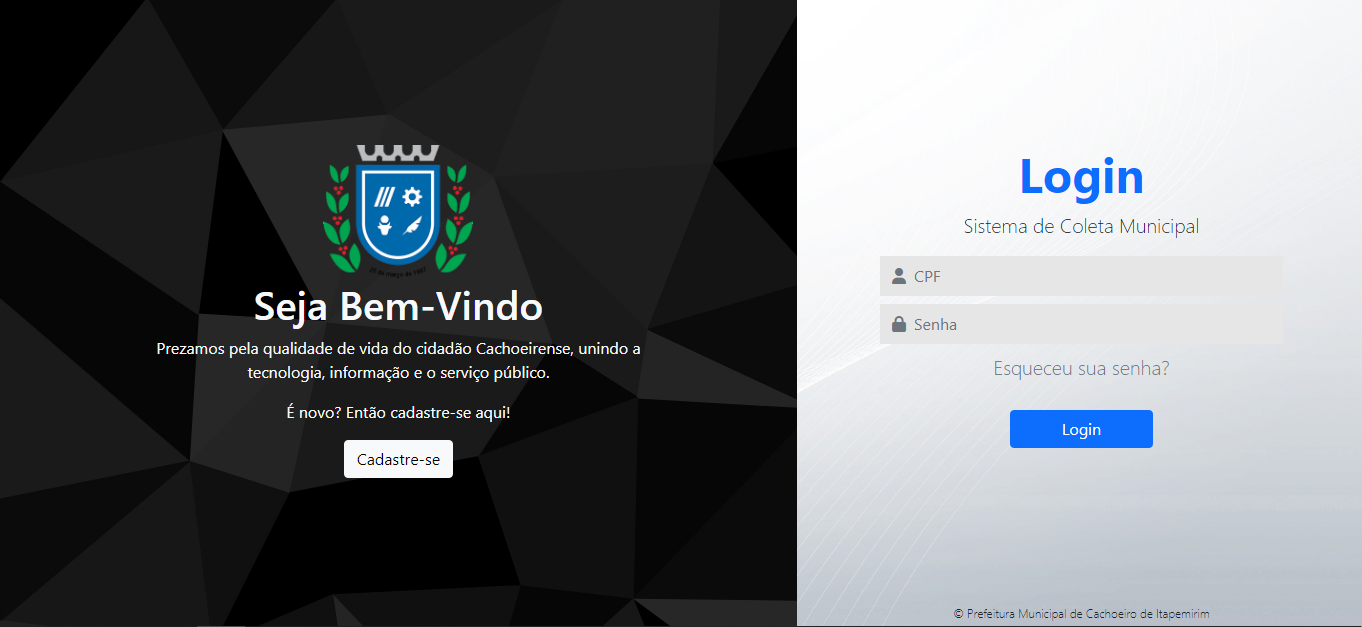 Seja Bem-Vindo
Prezamos pela qualidade de vida do cidadão Cachoeirense, unindo a
tecnologia, informação e o serviço público.
É novo? Então cadastre-se aqui!
Cadastre-se
Login
Sistema de Coleta Municipal
CPF
Senha
Esqueceu sua senha?
Login
© Prefeitura Municipal de Cachoeiro de Itapemirim